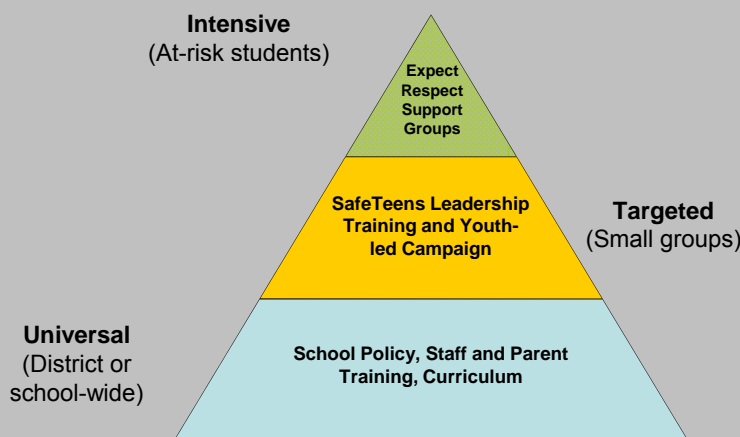 Intensive
(At-risk students)
Expect
Respect
Support
Groups
SafeTeens Leadership
Training and Youth-
led Campaign
Targeted
(Small groups)
Universal
(District or
school-wide)
School Policy, Staff and Parent
Training, Curriculum